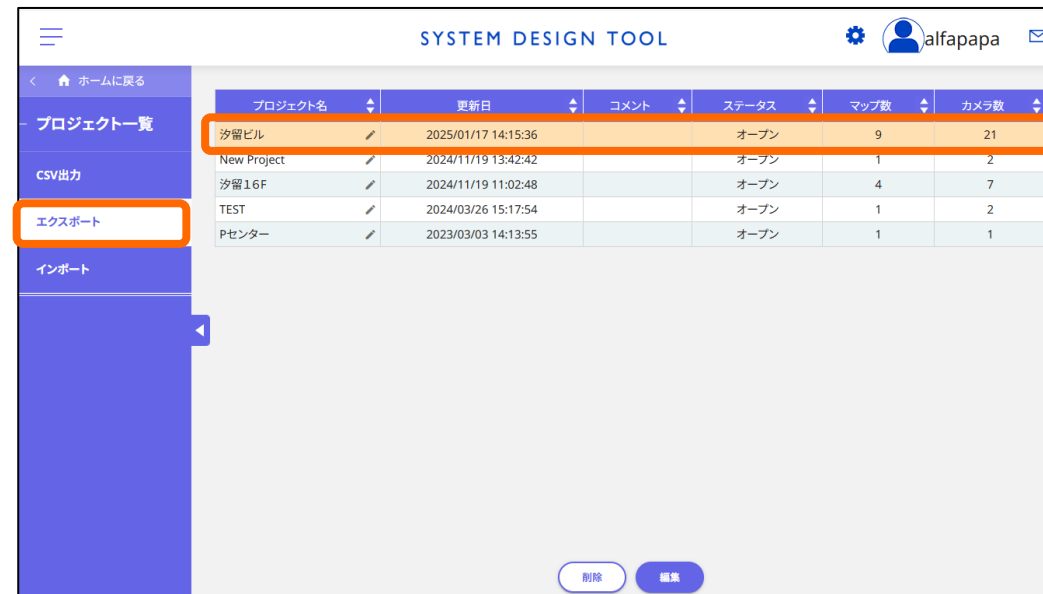 SYSTEM DESIGN TOOL
alfapapa
ホームに戻る
プロジェクト一覧
CSV出力
エクスポート
インポート
プロジェクト名 更新日 コメント ステータス マップ数 カメラ数
汐留ビル 2025/01/17 14:15:36 オープン 9 21
New Project 2024/11/19 13:42:42 オープン 1 2
汐留16F 2024/11/19 11:02:48 オープン 4 7
TEST 2024/03/26 15:17:54 オープン 1 2
Pセンター 2023/03/03 14:13:55 オープン 1 1
削除 編集